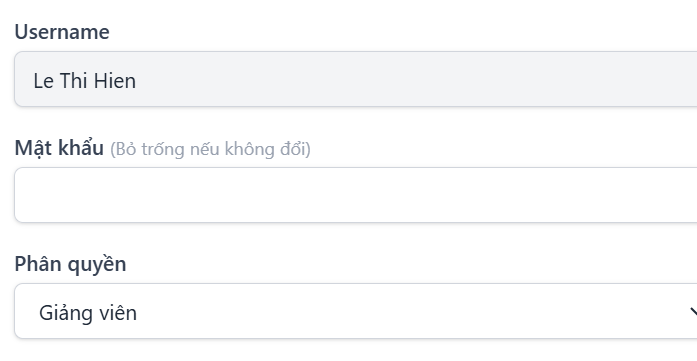 Username
Le Thi Hien
Mật khẩu (Bỏ trống nếu không đổi)
Phân quyền
Giảng viên